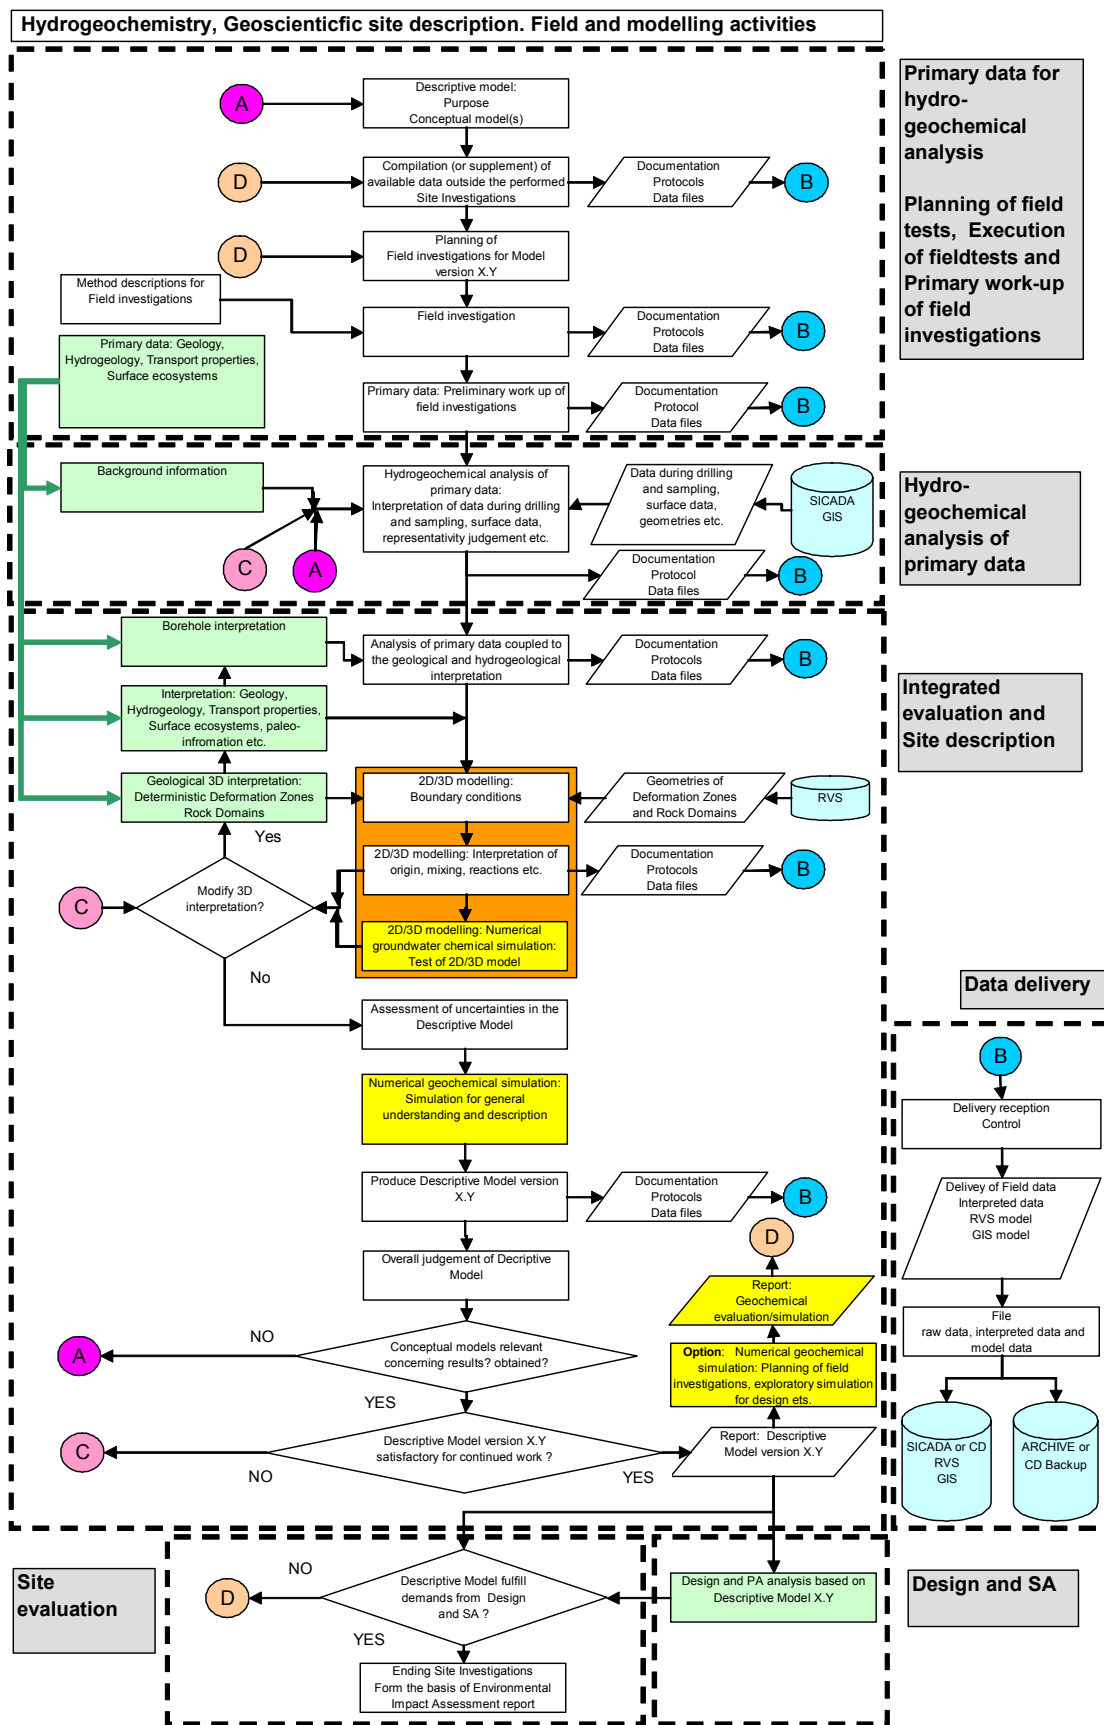 Hydrogeochemistry, Geoscienticfic site description. Field and modelling activities
Primary data for
hydro-
geochemical
analysis
Planning of field
tests,  Execution
of fieldtests and
Primary work-up
of field
investigations
A
Descriptive model:
Purpose
Conceptual model(s)
D
Compilation (or supplement) of
available data outside the performed
Site Investigations
Documentation
Protocols
Data files
B
D
Planning of
Field investigations for Model
version X.Y
Method descriptions for
Field investigations
Field investigation
Documentation
Protocols
Data files
B
Primary data: Geology,
Hydrogeology, Transport properties,
Surface ecosystems
Primary data: Preliminary work up of
field investigations
Documentation
Protocol
Data files
B
Background information
Hydrogeochemical analysis of
primary data:
Interpretation of data during drilling
and sampling, surface data,
representativity judgement etc.
Data during drilling
and sampling,
surface data,
geometries etc.
SICADA
GIS
Hydro-
geochemical
analysis of
primary data
C
A
Documentation
Protocol
Data files
B
Borehole interpretation
Analysis of primary data coupled to
the geological and hydrogeological
interpretation
Documentation
Protocols
Data files
B
Integrated
evaluation and
Site description
Interpretation: Geology,
Hydrogeology, Transport properties,
Surface ecosystems, paleo-
infromation etc.
Geological 3D interpretation:
Deterministic Deformation Zones
Rock Domains
2D/3D modelling:
Boundary conditions
Geometries of
Deformation Zones
and Rock Domains
RVS
Yes
2D/3D modelling: Interpretation of
origin, mixing, reactions etc.
Documentation
Protocols
Data files
B
C
Modify 3D
interpretation?
2D/3D modelling: Numerical
groundwater chemical simulation:
Test of 2D/3D model
No
Data delivery
Assessment of uncertainties in the
Descriptive Model
B
Numerical geochemical simulation:
Simulation for general
understanding and description
Delivery reception
Control
Produce Descriptive Model version
X.Y
Documentation
Protocols
Data files
B
Delivey of Field data
Interpreted data
RVS model
GIS model
D
Overall judgement of Decriptive
Model
Report:
Geochemical
evaluation/simulation
File
raw data, interpreted data and
model data
NO
A
Conceptual models relevant
concerning results? obtained?
Option:   Numerical geochemical
simulation: Planning of field
investigations, exploratory simulation
for design ets.
YES
C
Descriptive Model version X.Y
satisfactory for continued work ?
NO
YES
Report:  Descriptive
Model version X.Y
SICADA or CD
RVS
GIS
ARCHIVE or
CD Backup
Site
evaluation
NO
D
Descriptive Model fulfill
demands from  Design
and SA ?
Design and PA analysis based on
Descriptive Model X.Y
Design and SA
YES
Ending Site Investigations
Form the basis of Environmental
Impact Assessment report